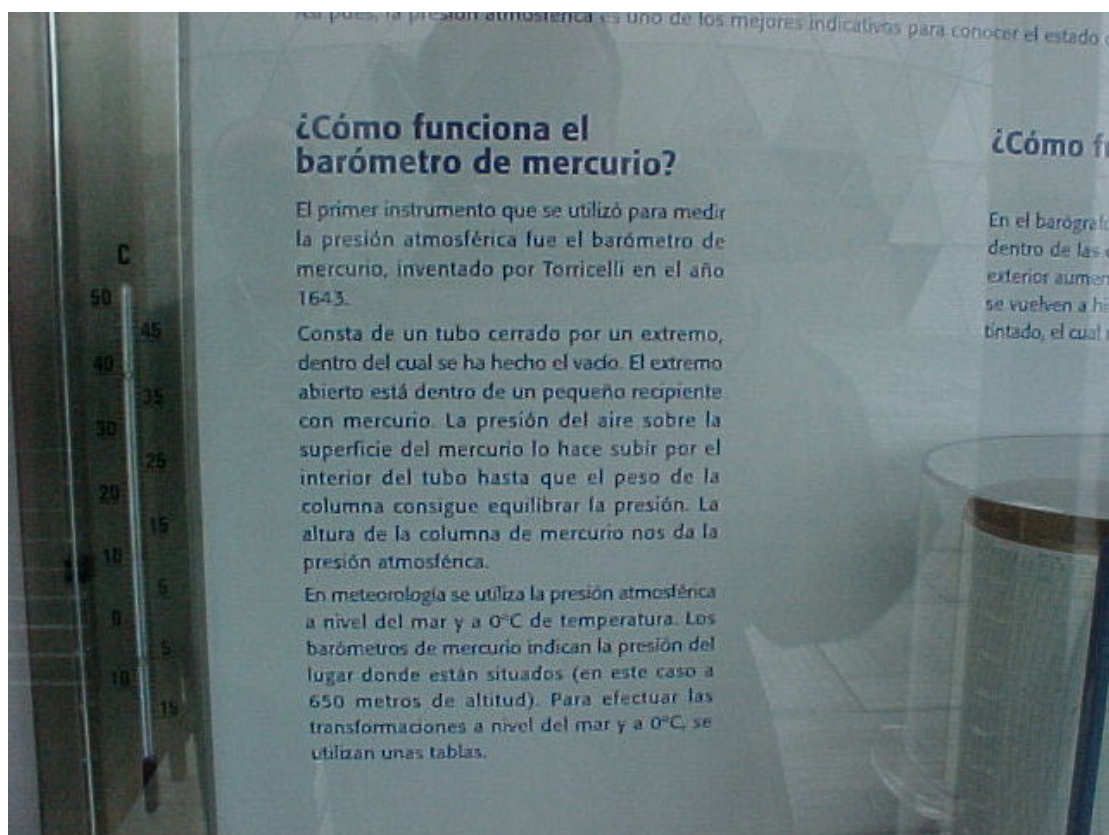 Así pues, la presión atmosférica es uno de los mejores indicativos para conocer el estado
¿Cómo funciona el
barómetro de mercurio?
El primer instrumento que se utilizó para medir
la presión atmosférica fue el barómetro de
mercurio, inventado por Torricelli en el año
1643.
Consta de un tubo cerrado por un extremo,
dentro del cual se ha hecho el vacío. El extremo
abierto está dentro de un pequeño recipiente
con mercurio. La presión del aire sobre la
superficie del mercurio lo hace subir por el
interior del tubo hasta que el peso de la
columna consigue equilibrar la presión. La
altura de la columna de mercurio nos da la
presión atmosférica.
En meteorología se utiliza la presión atmosférica
a nivel del mar y a 0°C de temperatura. Los
barómetros de mercurio indican la presión del
lugar donde están situados (en este caso a
650 metros de altitud). Para efectuar las
transformaciones a nivel del mar y a 0°C, se
utilizan unas tablas.
¿Cómo
En el
dentro de las
exterior
se vuelven a
tintado, el cual
C
50
45
40
35
30
25
20
15
10
5
0
5
10
15